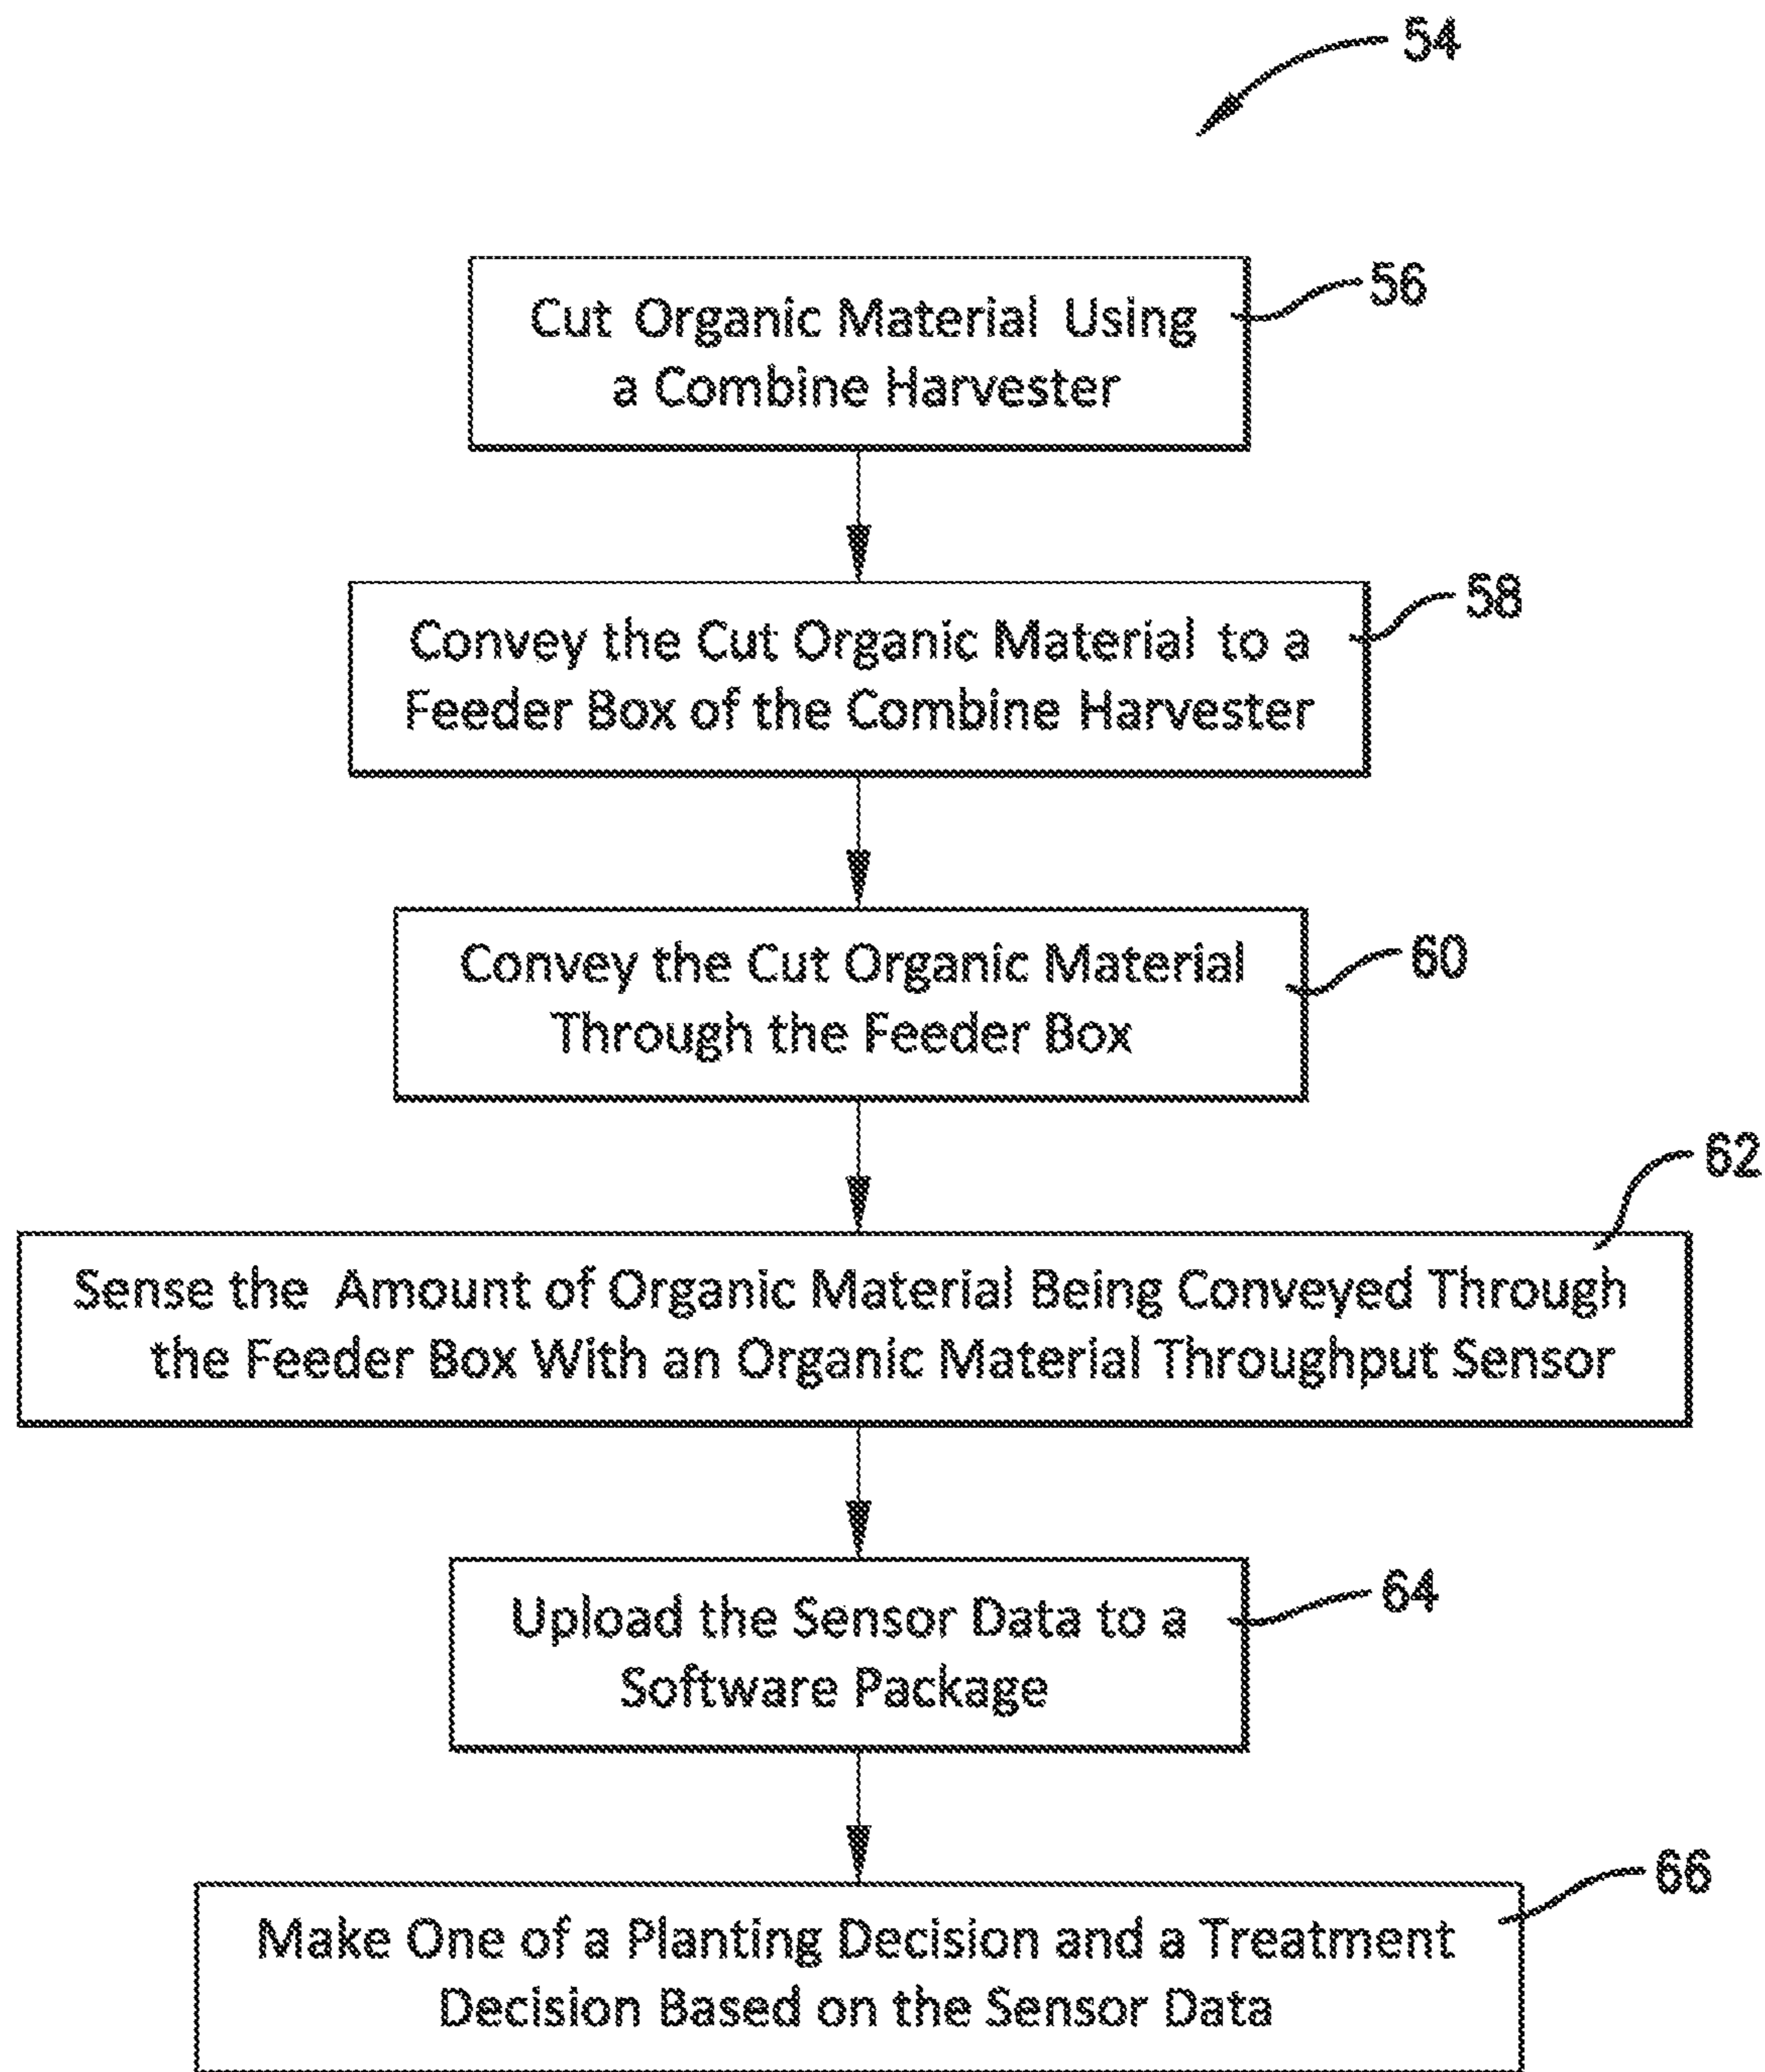 54
Cut Organic Material Using
a Combine Harvester
56
Convey the Cut Organic Material to a
Feeder Box of the Combine Harvester
58
Convey the Cut Organic Material
Through the Feeder Box
60
62
Sense the Amount of Organic Material Being Conveyed Through
the Feeder Box With an Organic Material Throughput Sensor
Upload the Sensor Data to a
Software Package
64
66
Make One of a Planting Decision and a Treatment
Decision Based on the Sensor Data